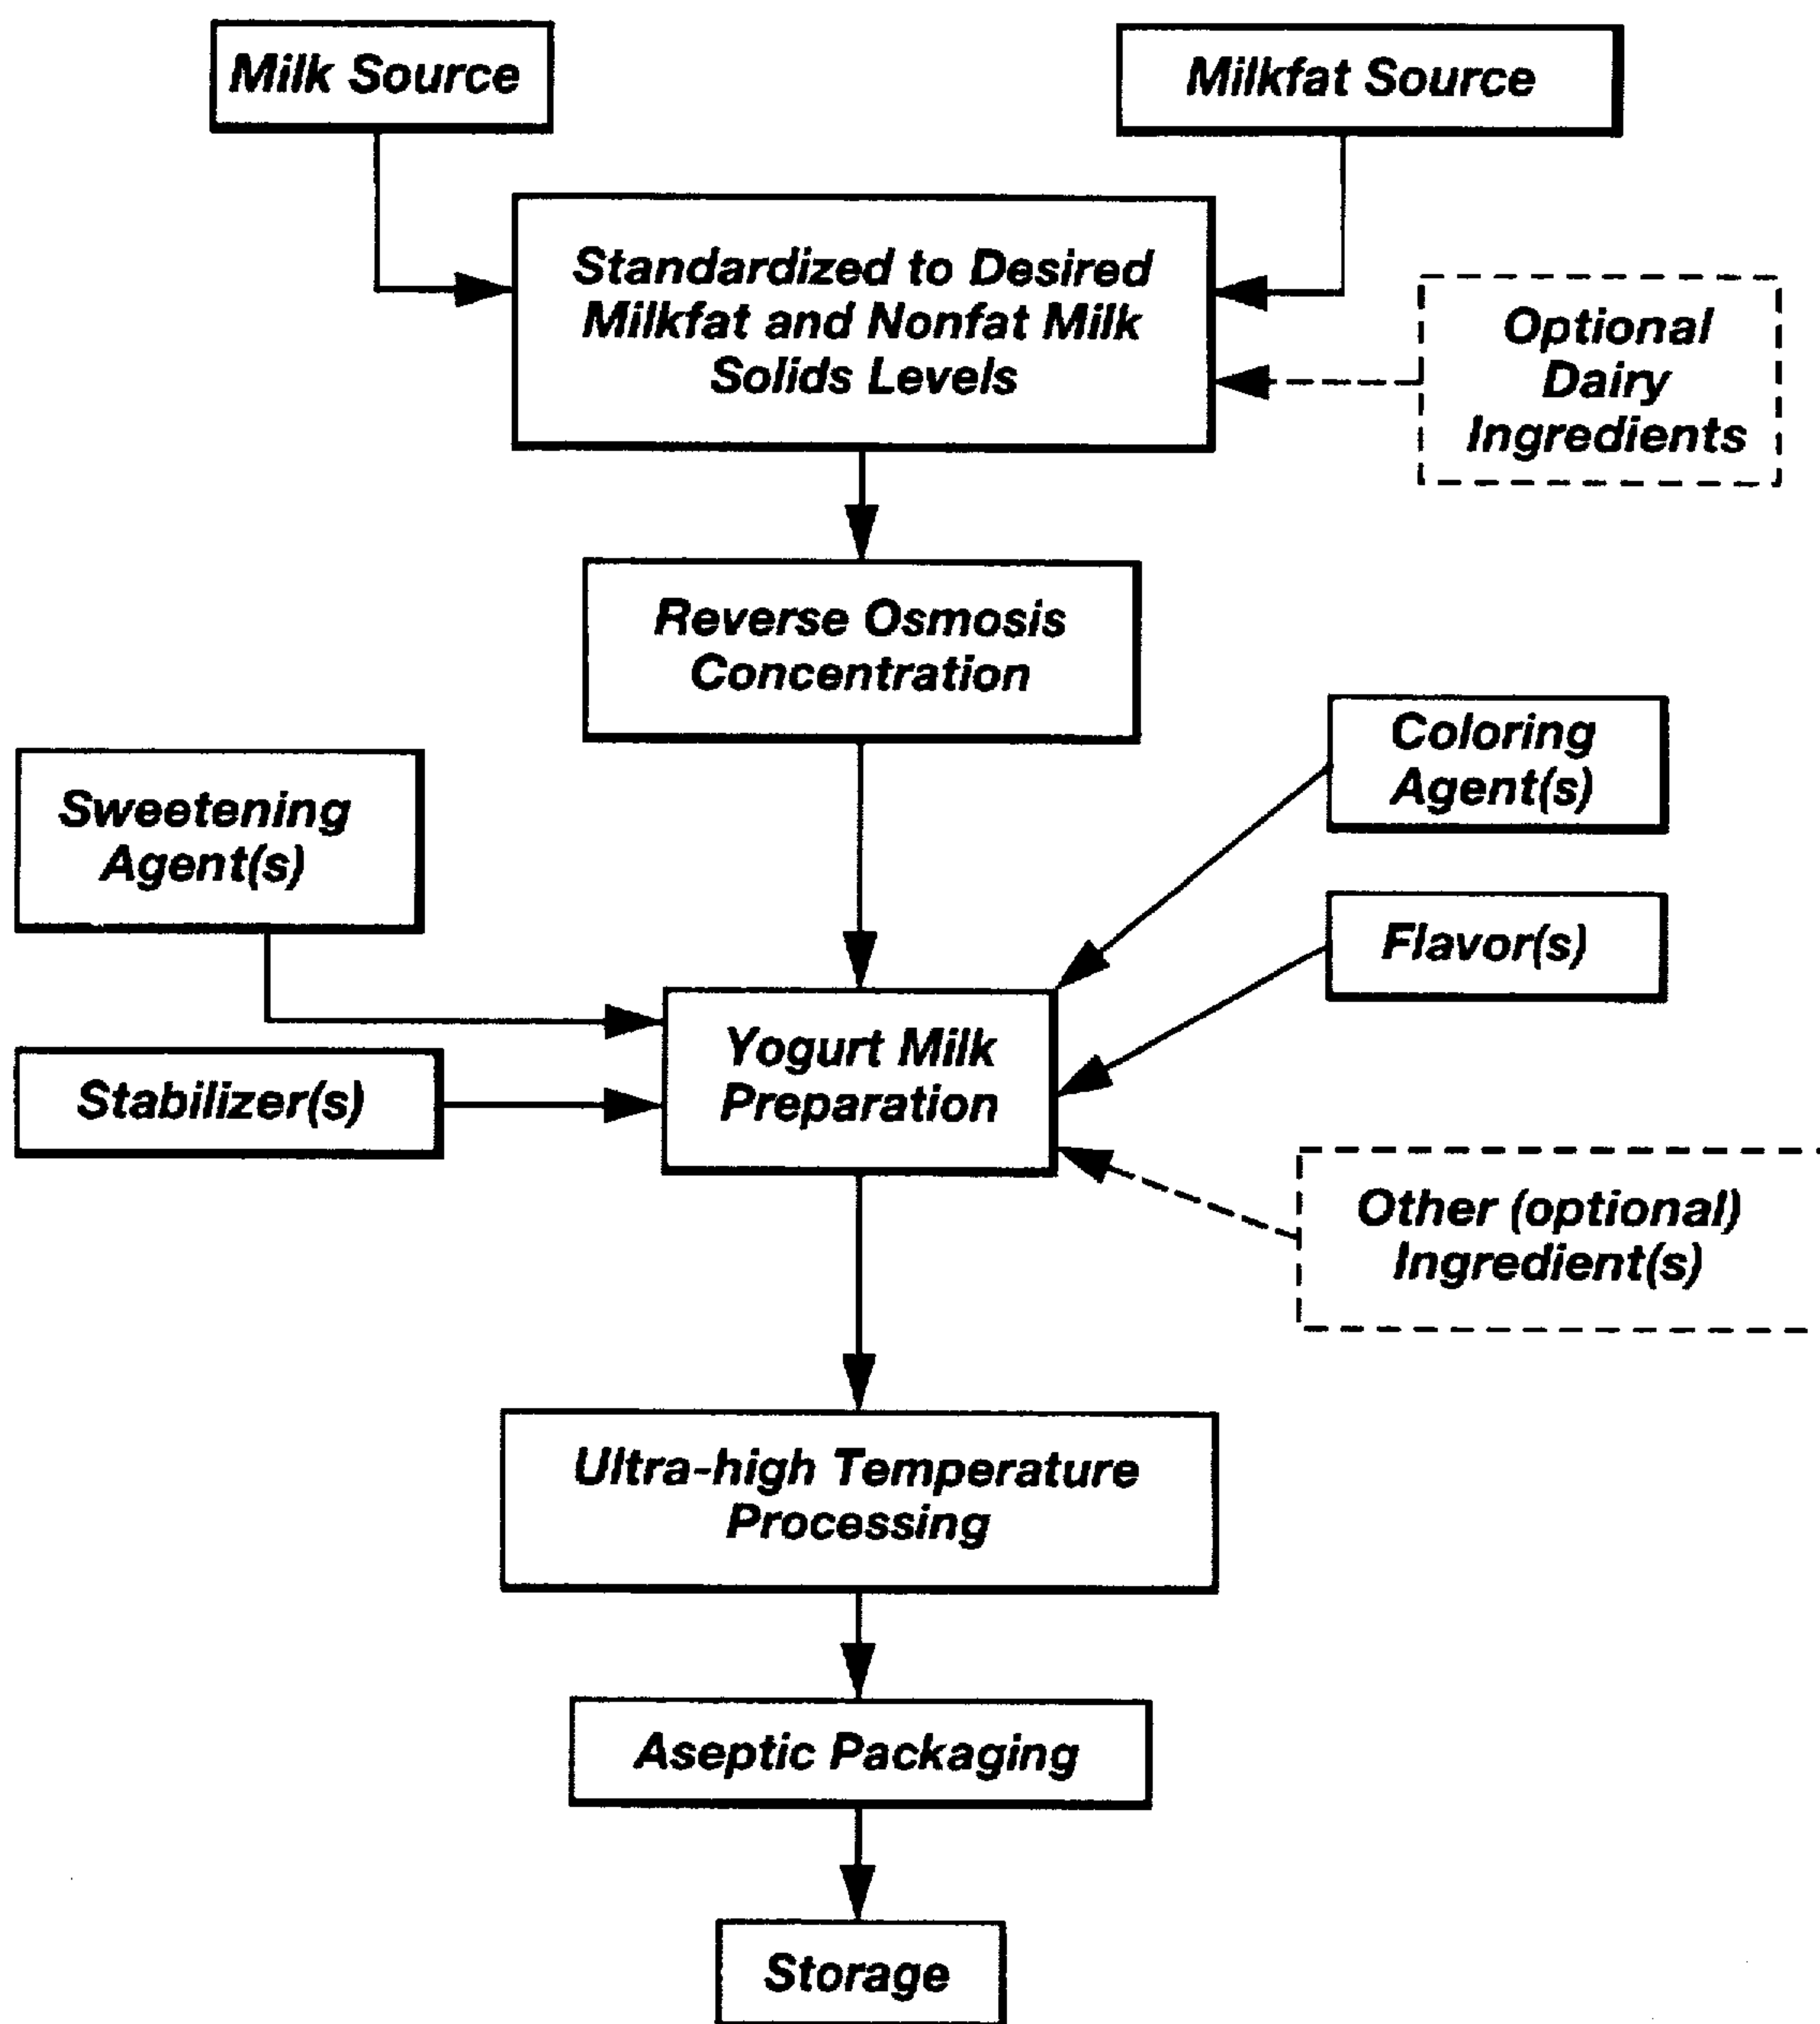 Milk Source
Milkfat Source
Standardized to Desired
Milkfat and Nonfat Milk
Solids Levels
Optional
Dairy
Ingredients
Reverse Osmosis
Concentration
Coloring
Agent(s)
Sweetening
Agent(s)
Flavor(s)
Yogurt Milk
Preparation
Stabilizer(s)
Other (optional)
Ingredient(s)
Ultra-high Temperature
Processing
Aseptic Packaging
Storage